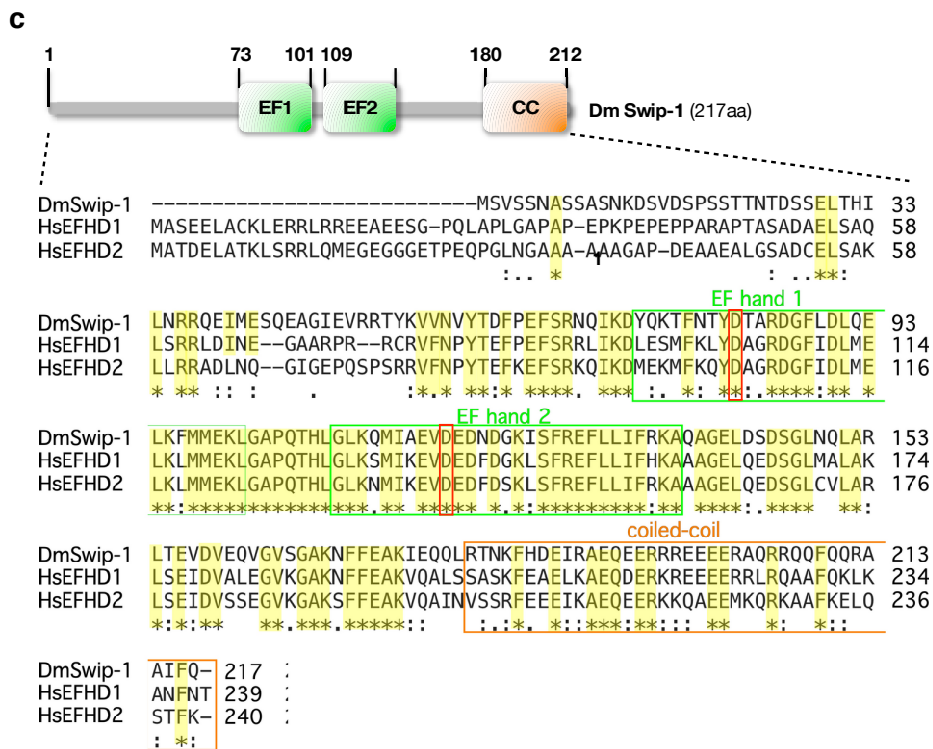 c
1 73 101 109 180 212
EF1 EF2 CC Dm Swip-1 (217aa)
DmSwip-1 ---------------------------MSVSSNASSASNKDSVDSPSSTTNTDSSELTHI 33
HsEFHD1 MASEELACKLERRLRREEAEESG-PQLAPLGAPAP-EPKPEPEPPARAPTASADAELSAQ 58
HsEFHD2 MATDELATKLSRRLQMEGEGGGETPEQPGLNGAAA-AAAGAP-DEAAEALGSADAELSAK 58
:.. * : ..**:
EF hand 1
DmSwip-1 LNRRQEIMESQEAGIEVRRTYKVVNVYTDFPEFSRNQIKDYQKTFNTYDTARDGFLDLQE 93
HsEFHD1 LSRRLDINE--GAARPR--RCRVFNPYTEFPEFSRRLIKDLESMFKLYDAGRDGFIDLME 114
HsEFHD2 LLRRADLNQ--GIGEPQSPSRRVFNPYTEFKEFSRKQIKDMEKMFKQYDAGRDGFIDLME 116
* ** :: : . :*.* **:* **** *** :. *: **:.****:** *
EF hand 2
DmSwip-1 LKFMMEKLGAPQTHLGLKQMIAEVDEDNDGKISFREFLLIFRKAQAGELDSDSGLNQLAR 153
HsEFHD1 LKLMMEKLGAPQTHLGLKSMIKEVDEDFDGKLSFREFLLIFHKAAAGELQEDSGLMALAK 174
HsEFHD2 LKLMMEKLGAPQTHLGLKNMIKEVDEDFDSKLSFREFLLIFRKAAAGELQEDSGLCVLAR 176
**:***************.** ***** *.*:*********:** ****:.**** **:
coiled-coil
DmSwip-1 LTEVDVEQVGVSGAKNFFEAKIEQQLRTNKFHDEIRAEQEERRREEEERAQRRQQFQQRA 213
HsEFHD1 LSEIDVALEGVKGAKNFFEAKVQALSSASKFEAELKAEQDERKREEEERRLRQAAFQKLK 234
HsEFHD2 LSEIDVSSEGVKGAKSFFEAKVQAINVSSRFEEEIKAEQEERKKQAEEMKQRKAAFKELQ 236
*:*:** **.***.*****:: :.:* *::***:**::: ** *: *::
DmSwip-1 AIFQ- 217
HsEFHD1 ANFNT 239
HsEFHD2 STFK- 240
: *: